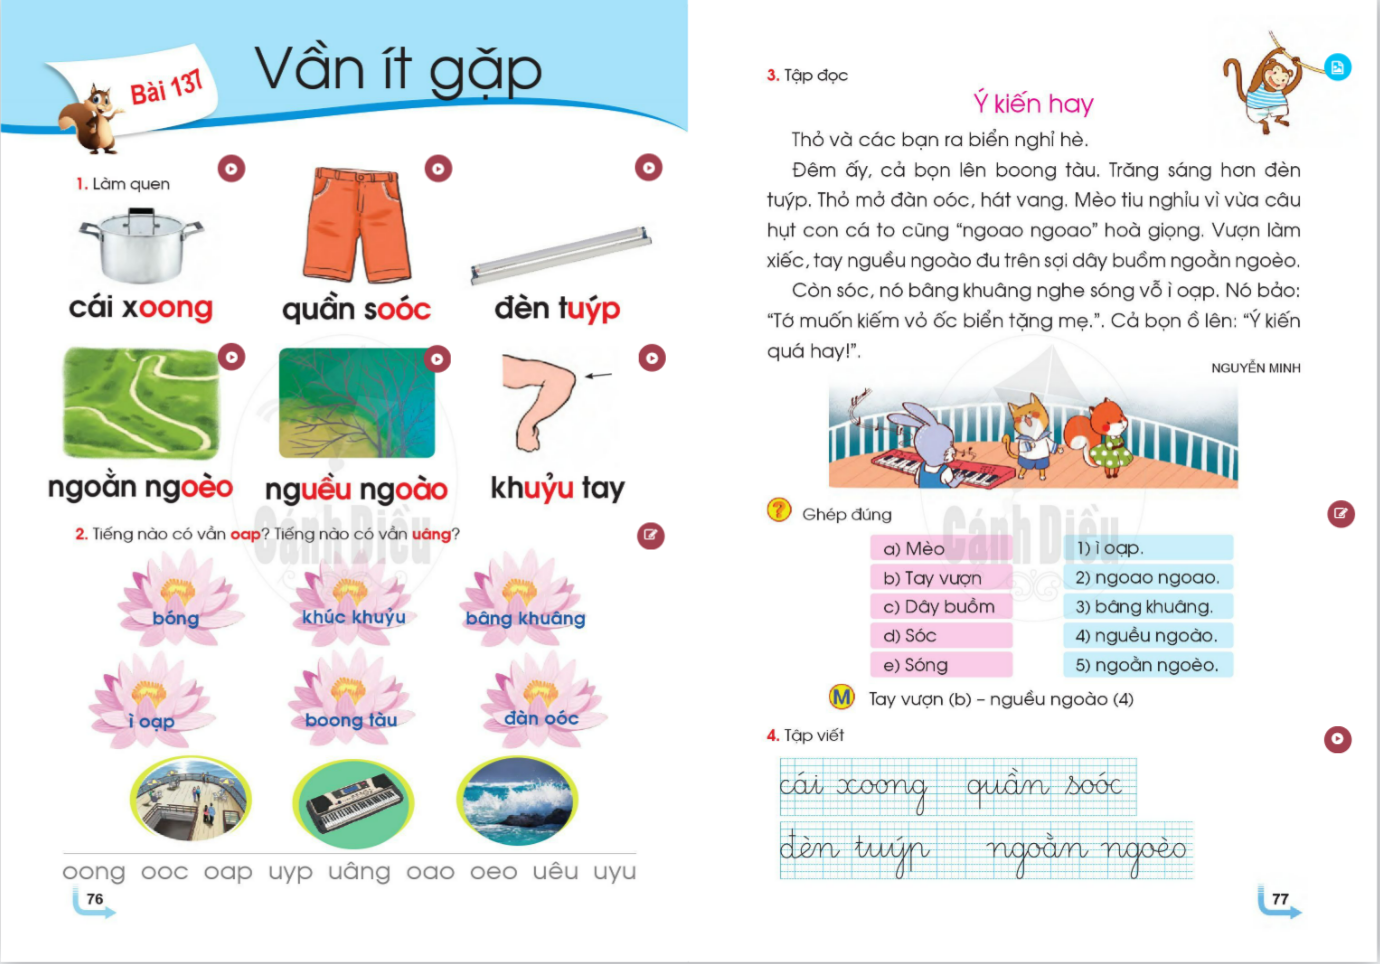 Bài 137
Vần ít gặp
1. Làm quen
cái xoong
quần soóc
đèn tuýp
ngoằn ngoèo
nguều ngoào
khuỷu tay
2. Tiếng nào có vần oap? Tiếng nào có vần uâng?
bóng
khúc khuỷu
bâng khuâng
ì oạp
boong tàu
đàn oóc
oong ooc oap uyp uâng oao oeo uêu uyu
76
3. Tập đọc
Ý kiến hay
Thỏ và các bạn ra biển nghỉ hè.
Đêm ấy, cả bọn lên boong tàu. Trăng sáng hơn đèn
tuýp. Thỏ mở đàn oóc, hát vang. Mèo tiu nghỉu vì vừa câu
hụt con cá to cũng “ngoao ngoao” hoà giọng. Vượn làm
xiếc, tay nguều ngoào đu trên sợi dây buồm ngoằn ngoèo.
Còn sóc, nó bâng khuâng nghe sóng vỗ ì oạp. Nó bảo:
“Tớ muốn kiếm vỏ ốc biển tặng mẹ.”. Cả bọn ồ lên: “Ý kiến
quá hay!”.
NGUYỄN MINH
Ghép đúng
a) Mèo
1) ì oạp.
b) Tay vượn
2) ngoao ngoao.
c) Dây buồm
3) bâng khuâng.
d) Sóc
4) nguều ngoào.
e) Sóng
5) ngoằn ngoèo.
M Tay vượn (b) – nguều ngoào (4)
4. Tập viết
cái xoong quần soóc
đèn tuýp ngoằn ngoèo
77
Cánh Diều
Cánh Diều